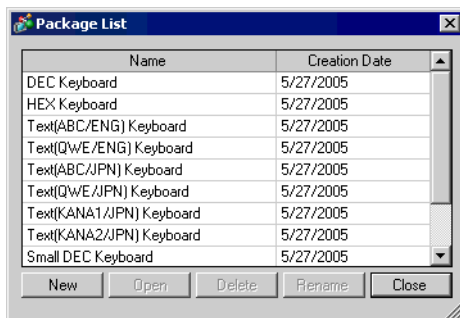 Package List
Name Creation Date
DEC Keyboard 5/27/2005
HEX Keyboard 5/27/2005
Text(ABC/ENG) Keyboard 5/27/2005
Text(QWE/ENG) Keyboard 5/27/2005
Text(ABC/JPN) Keyboard 5/27/2005
Text(QWE/JPN) Keyboard 5/27/2005
Text(KANA1/JPN) Keyboard 5/27/2005
Text(KANA2/JPN) Keyboard 5/27/2005
Small DEC Keyboard 5/27/2005
New Open Delete Rename Close